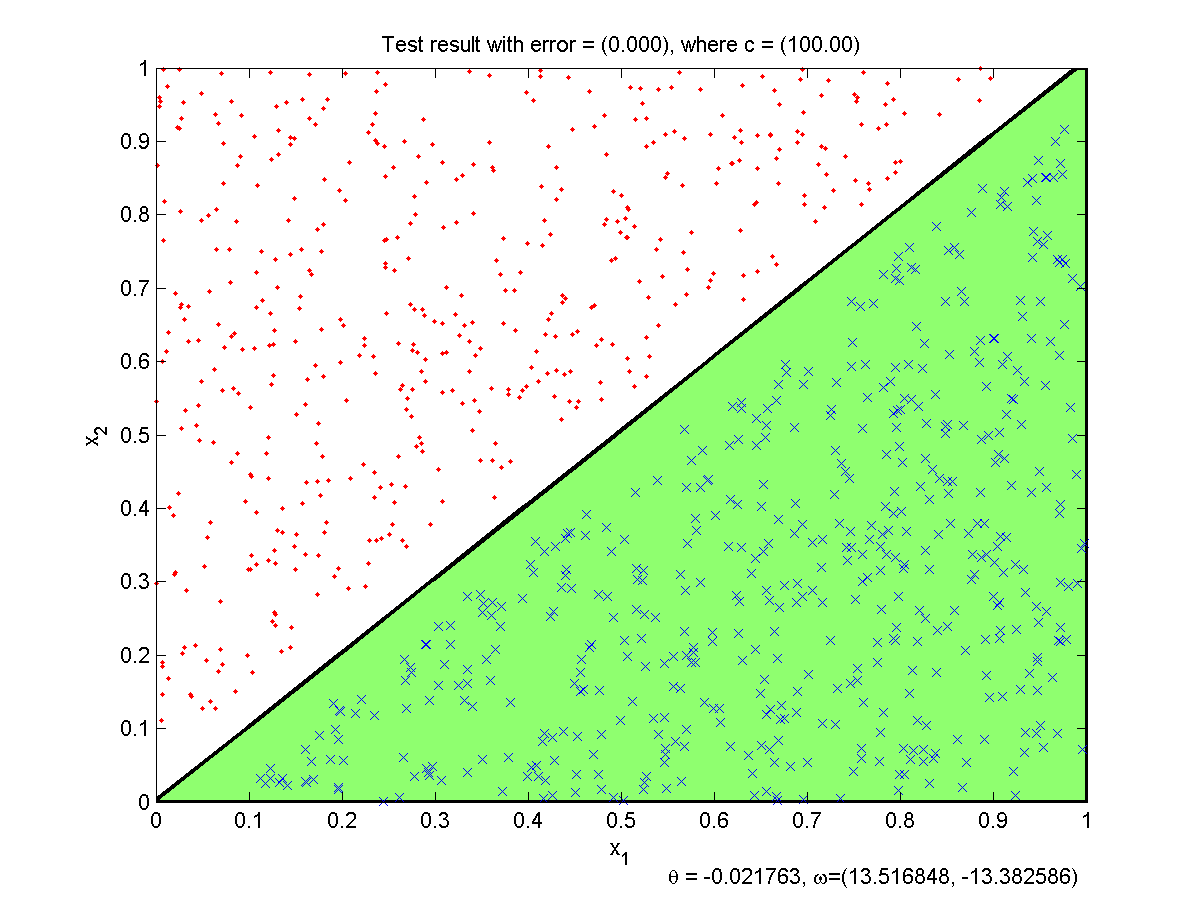 Test result with error = (0.000), where c = (100.00)
1
0.9
0.8
0.7
0.6
0.5
0.4
0.3
0.2
0.1
0
x2
0 0.1 0.2 0.3 0.4 0.5 0.6 0.7 0.8 0.9 1
x1
θ = -0.021763, ω=(13.516848, -13.382586)